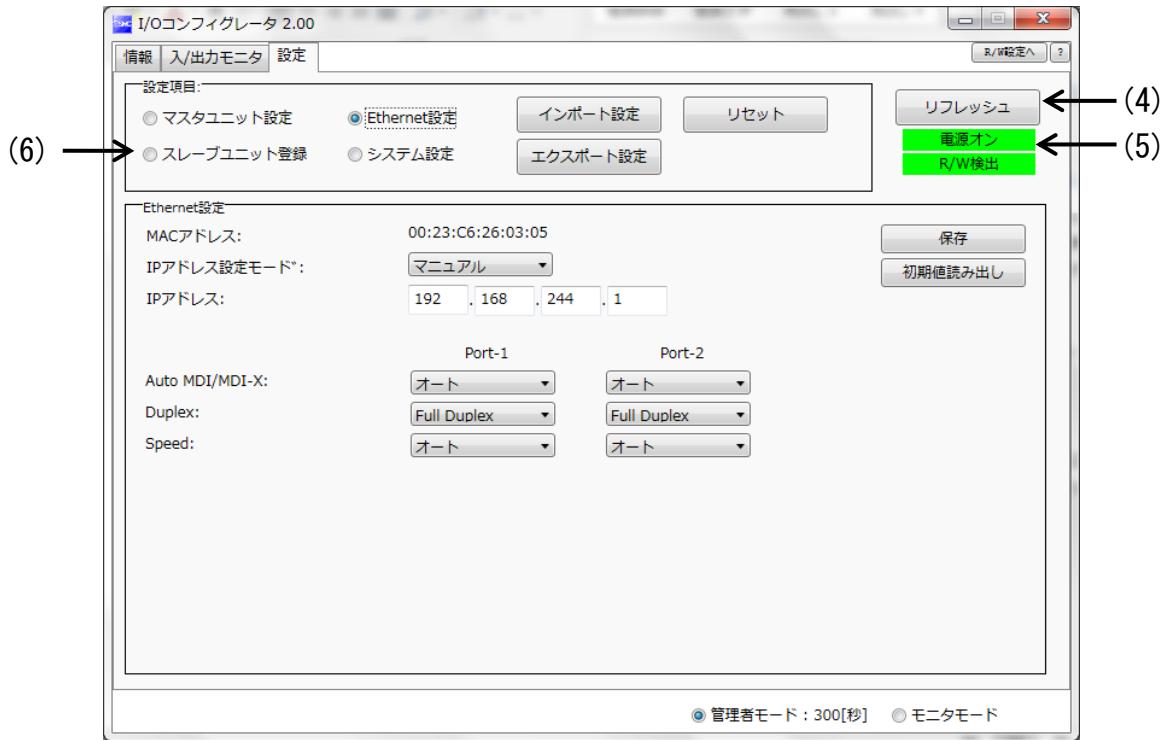 I/Oコンフィグレータ 2.00
情報 入/出力モニタ 設定 R/W設定へ ?
設定項目:
マスタユニット設定 Ethernet設定 インポート設定 リセット リフレッシュ (4)
(6) スレーブユニット登録 システム設定 エクスポート設定 電源オン (5)
R/W検出
Ethernet設定
MACアドレス: 00:23:C6:26:03:05 保存
IPアドレス設定モード゛: マニュアル 初期値読み出し
IPアドレス: 192 . 168 . 244 . 1
Port-1 Port-2
Auto MDI/MDI-X: オート オート
Duplex: Full Duplex Full Duplex
Speed: オート オート
管理者モード：300[秒] モニタモード